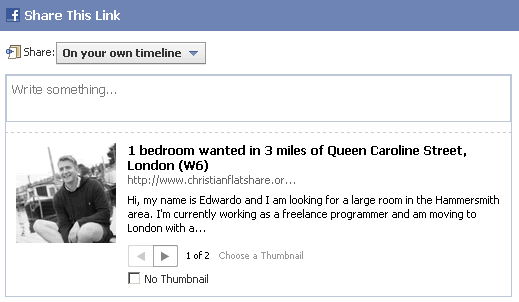 Share This Link
Share: On your own timeline
Write something...
1 bedroom wanted in 3 miles of Queen Caroline Street,
London (W6)
http://www.christianflatshare.or...
Hi, my name is Edwardo and I am looking for a large room in the Hammersmith
area. I'm currently working as a freelance programmer and am moving to
London with a...
1 of 2 Choose a Thumbnail
No Thumbnail